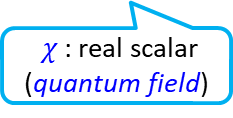 χ : real scalar
(quantum field)